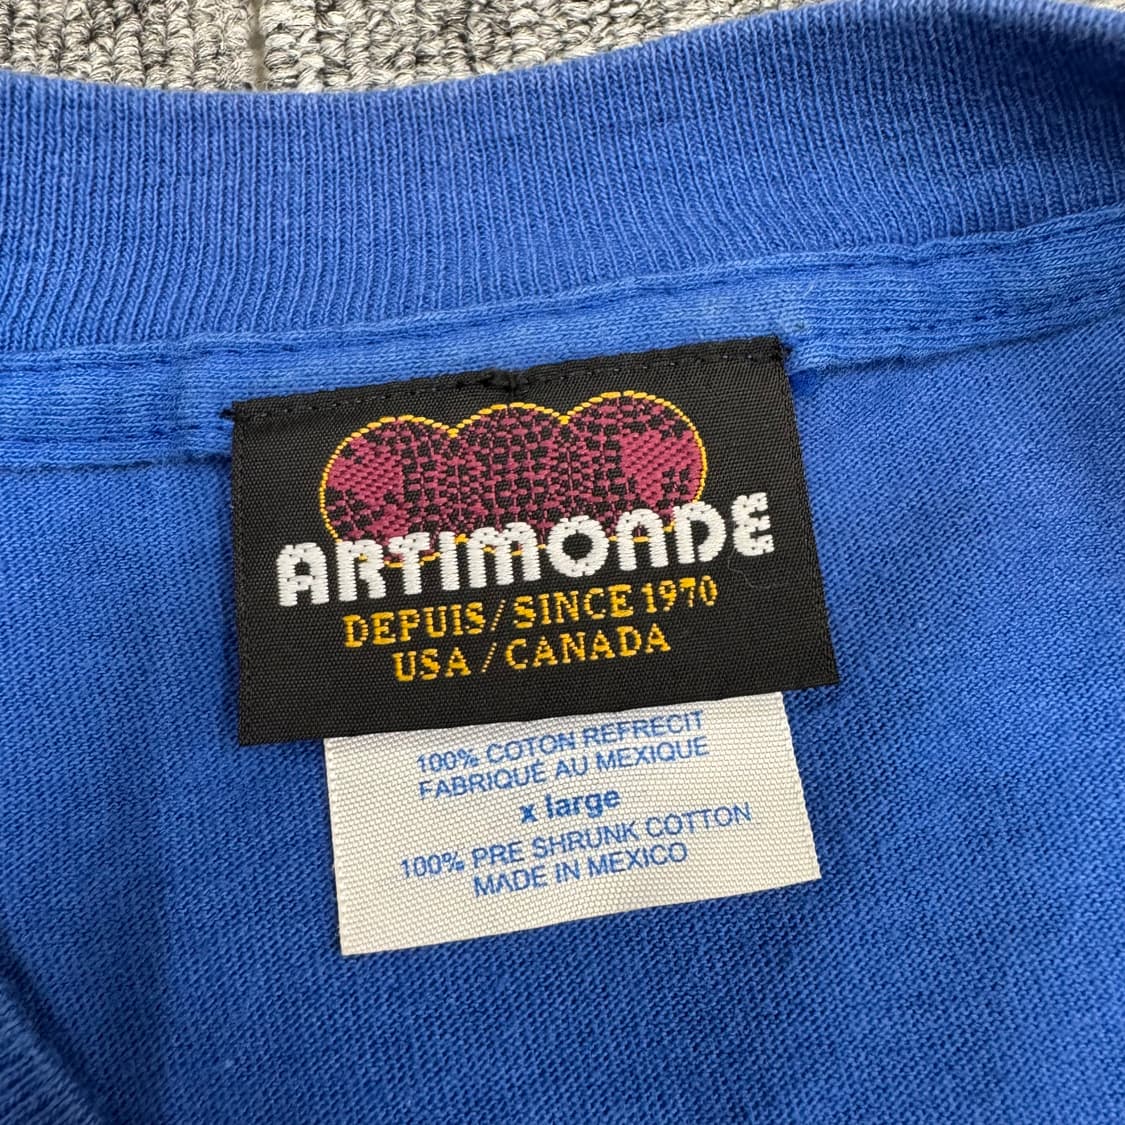 ARTIMONDE
DEPUIS/SINCE 1970
USA/CANADA
100% COTON REFRECIT
FABRIQUÉ AU MEXIQUE
x large
100% PRE SHRUNK COTTON
MADE IN MEXICO